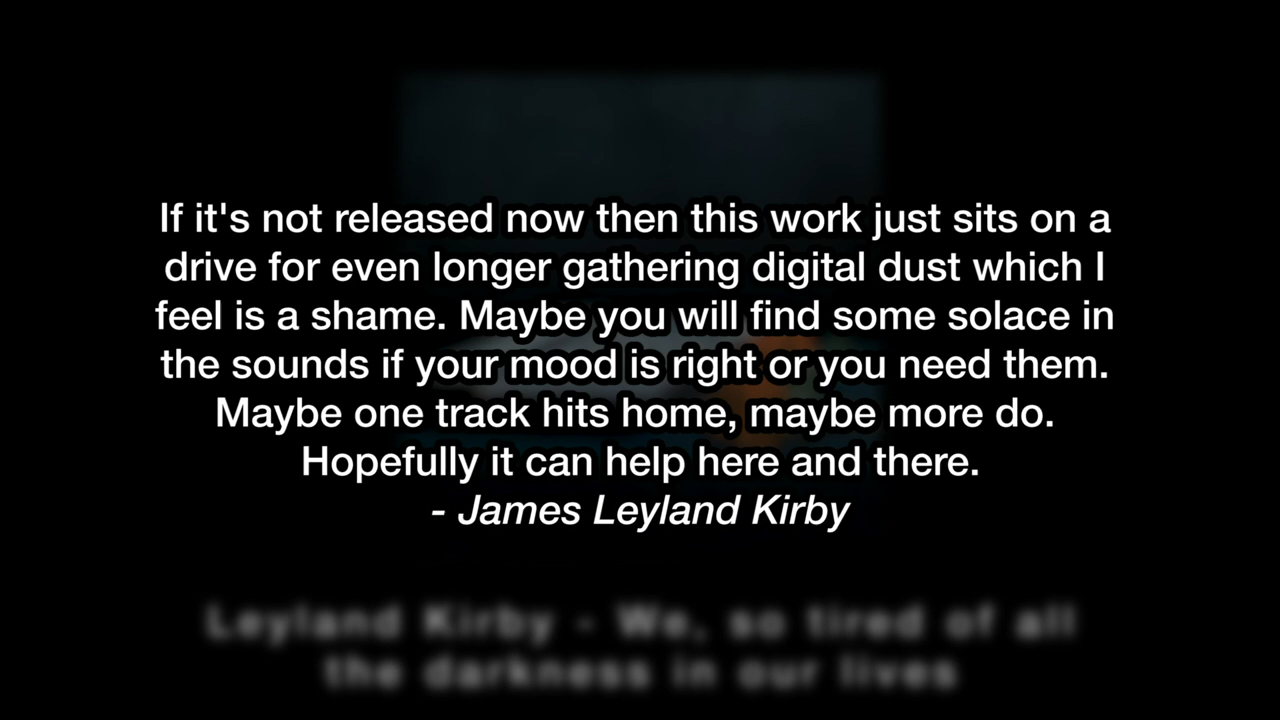 If it's not released now then this work just sits on a
drive for even longer gathering digital dust which I
feel is a shame. Maybe you will find some solace in
the sounds if your mood is right or you need them.
Maybe one track hits home, maybe more do.
Hopefully it can help here and there.
- James Leyland Kirby
Leyland Kirby - We, so tired of all
the darkness in our lives